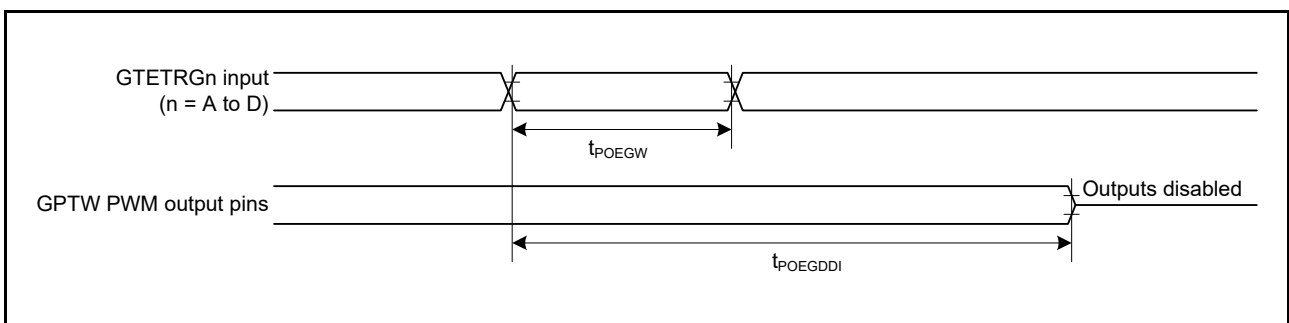 GTETRGn input
(n = A to D)
tPOEGW
GPTW PWM output pins
Outputs disabled
tPOEGDDI